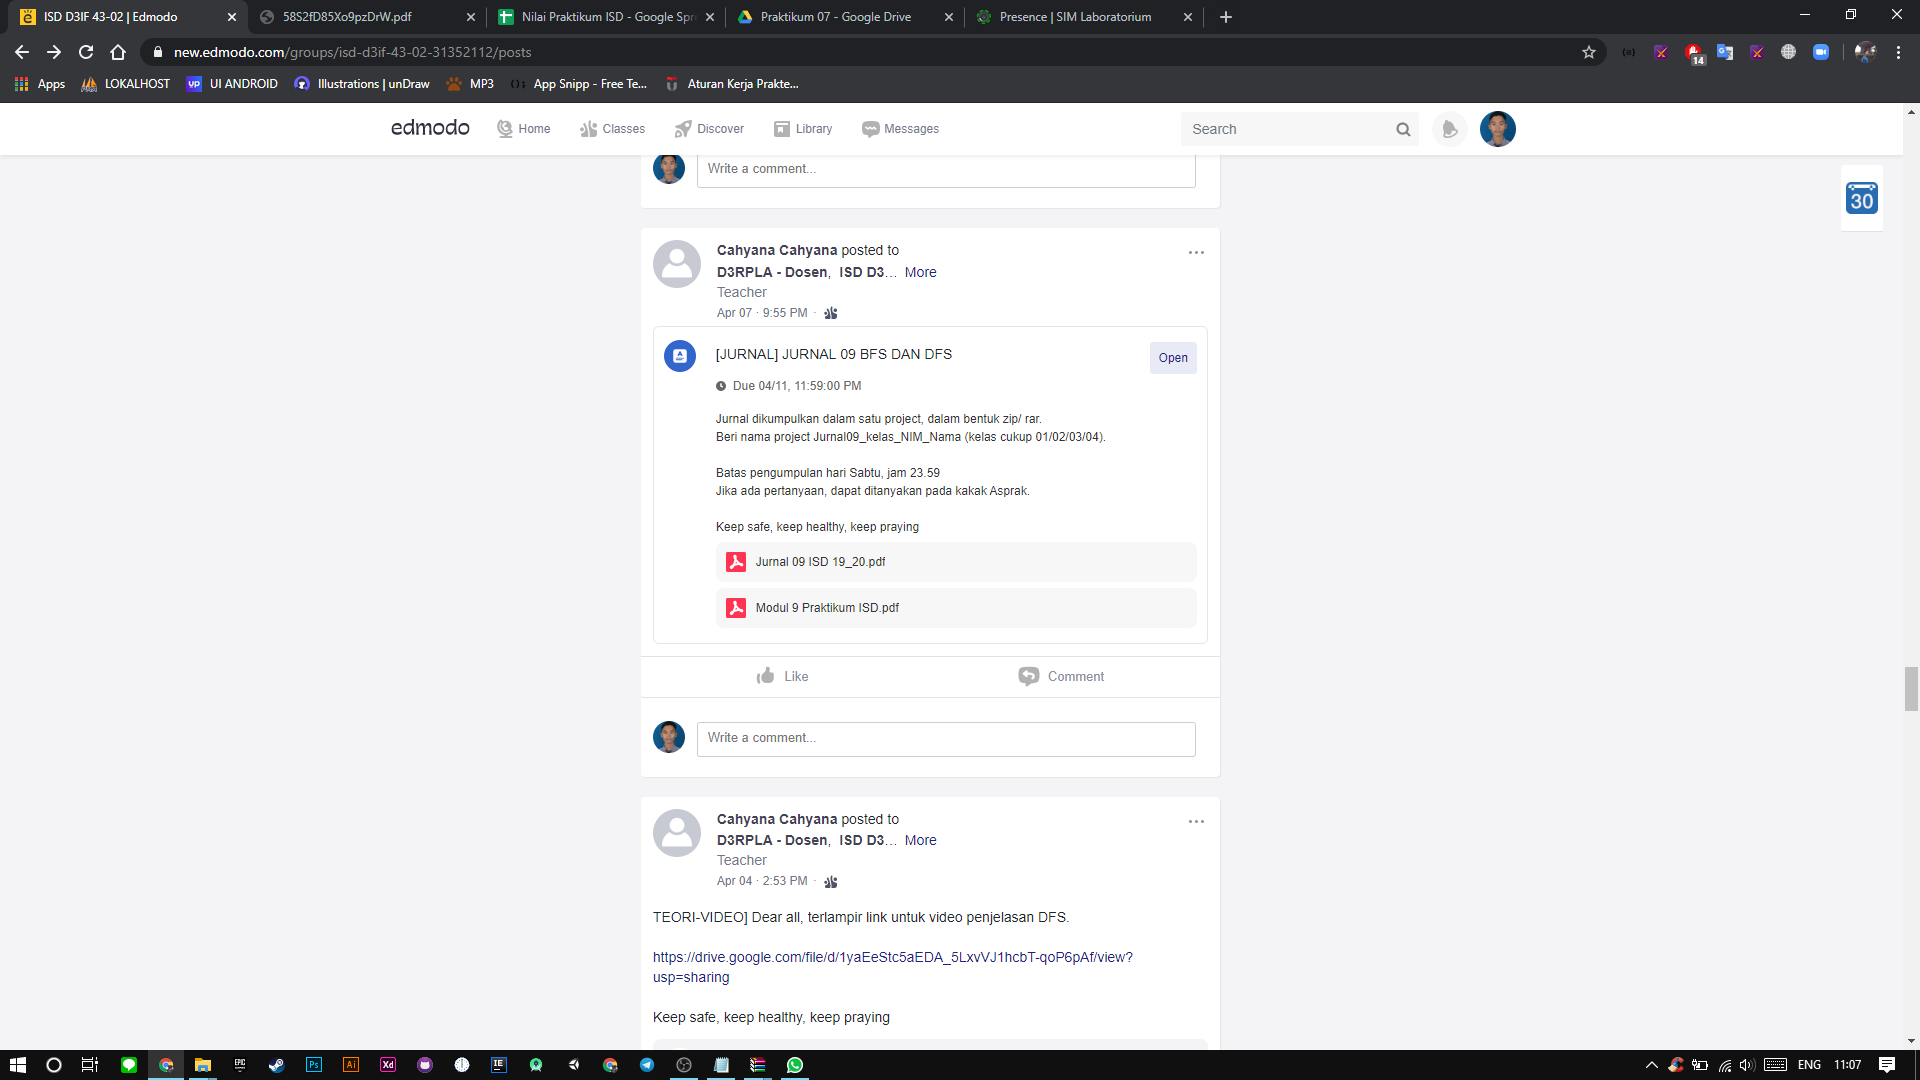 ISD D3IF 43-02 | Edmodo
58S2fD85Xo9pzDrW.pdf
Nilai Praktikum ISD - Google Spr
Praktikum 07 - Google Drive
Presence | SIM Laboratorium
new.edmodo.com/groups/isd-d3if-43-02-31352112/posts
14
Apps
LOKALHOST
UI ANDROID
Illustrations | unDraw
MP3
App Snipp - Free Te...
Aturan Kerja Prakte...
edmodo
Home
Classes
Discover
Library
Messages
Search
30
Write a comment...
Cahyana Cahyana posted to
D3RPLA - Dosen, ISD D3... More
Teacher
Apr 07 · 9:55 PM ·
[JURNAL] JURNAL 09 BFS DAN DFS
Open
Due 04/11, 11:59:00 PM
Jurnal dikumpulkan dalam satu project, dalam bentuk zip/ rar.
Beri nama project Jurnal09_kelas_NIM_Nama (kelas cukup 01/02/03/04).
Batas pengumpulan hari Sabtu, jam 23.59
Jika ada pertanyaan, dapat ditanyakan pada kakak Asprak.
Keep safe, keep healthy, keep praying
Jurnal 09 ISD 19_20.pdf
Modul 9 Praktikum ISD.pdf
Like
Comment
Write a comment...
Cahyana Cahyana posted to
D3RPLA - Dosen, ISD D3... More
Teacher
Apr 04 · 2:53 PM ·
TEORI-VIDEO] Dear all, terlampir link untuk video penjelasan DFS.
https://drive.google.com/file/d/1yaEeStc5aEDA_5LxvVJ1hcbT-qoP6pAf/view?
usp=sharing
Keep safe, keep healthy, keep praying
EPIC
Ps
Ai
Xd
IE
ENG
11:07